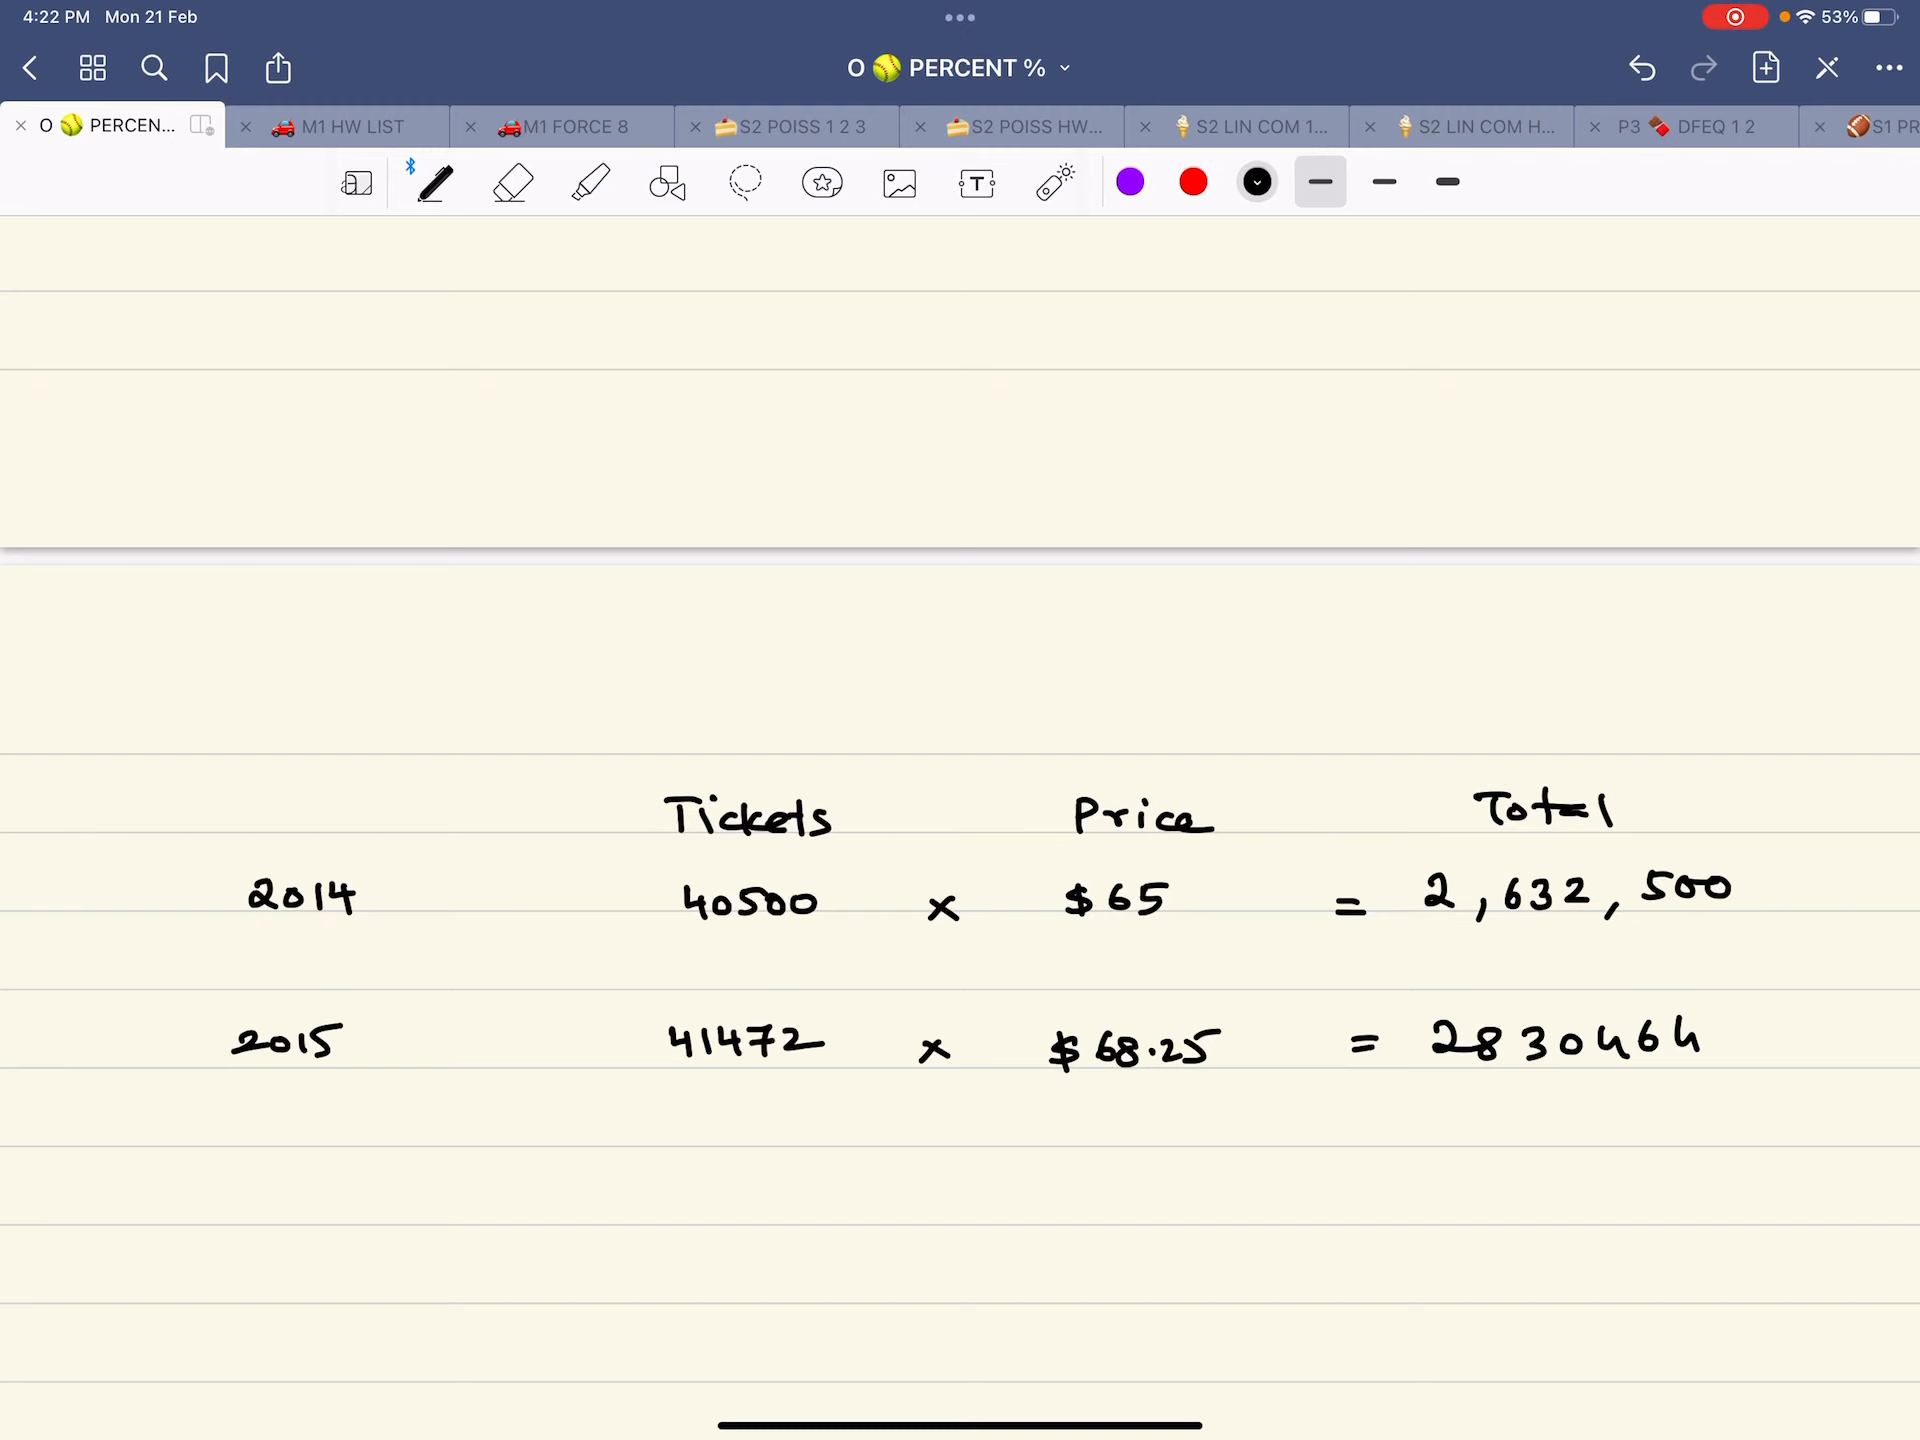 4:22 PM Mon 21 Feb
53%
O PERCENT %
O PERCEN...
M1 HW LIST
M1 FORCE 8
S2 POISS 1 2 3
S2 POISS HW...
S2 LIN COM 1...
S2 LIN COM H...
P3 DFEQ 1 2
S1 PR
T
Tickets Price Total
2014 40500 × $65 = 2,632,500
2015 41472 × $68.25 = 2830464